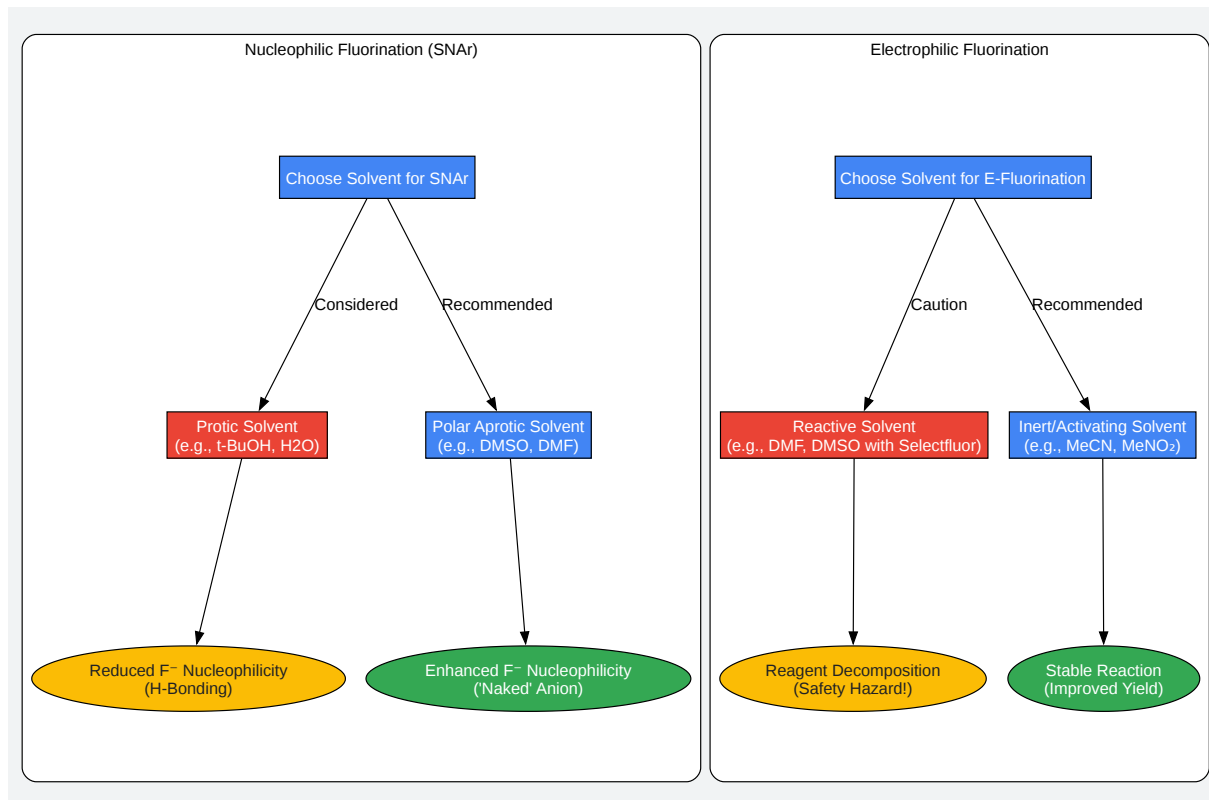 Nucleophilic Fluorination (SNAr)
Choose Solvent for SNAr
Considered
Recommended
Protic Solvent
(e.g., t-BuOH, H2O)
Polar Aprotic Solvent
(e.g., DMSO, DMF)
Reduced F⁻ Nucleophilicity
(H-Bonding)
Enhanced F⁻ Nucleophilicity
('Naked' Anion)
Electrophilic Fluorination
Choose Solvent for E-Fluorination
Caution
Recommended
Reactive Solvent
(e.g., DMF, DMSO with Selectfluor)
Inert/Activating Solvent
(e.g., MeCN, MeNO₂)
Reagent Decomposition
(Safety Hazard!)
Stable Reaction
(Improved Yield)